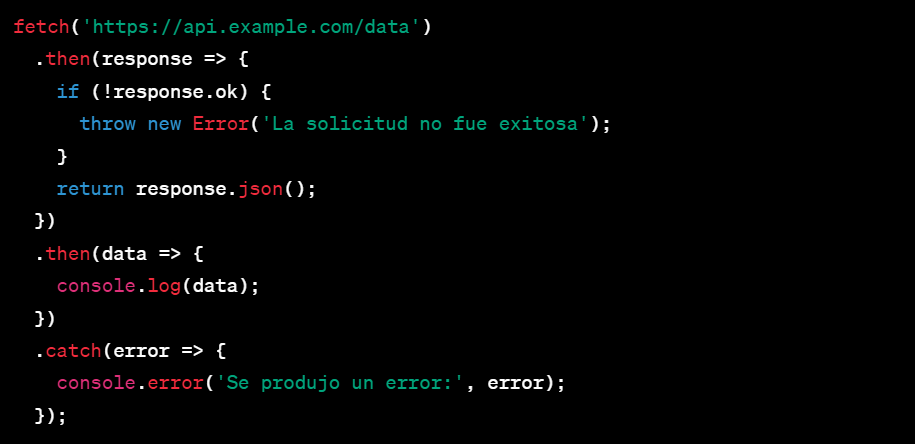 fetch('https://api.example.com/data')
  .then(response => {
    if (!response.ok) {
      throw new Error('La solicitud no fue exitosa');
    }
    return response.json();
  })
  .then(data => {
    console.log(data);
  })
  .catch(error => {
    console.error('Se produjo un error:', error);
  });